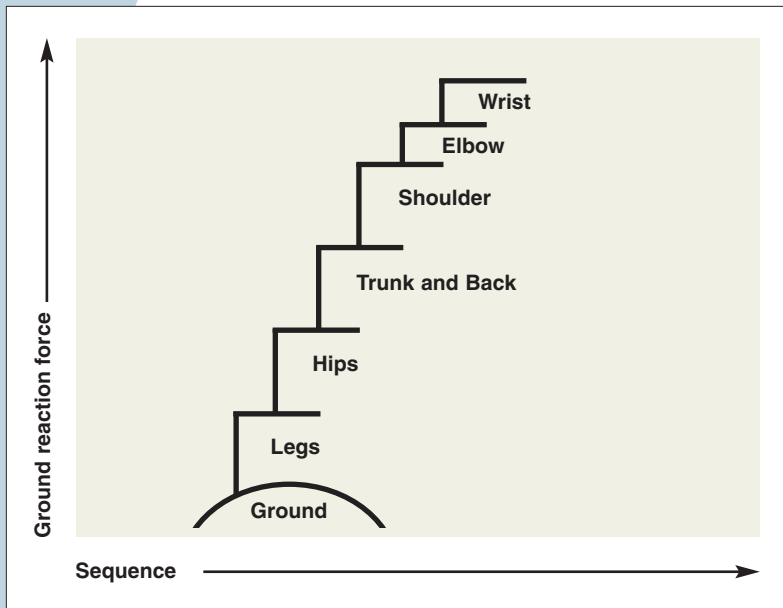 Ground reaction force
Wrist
Elbow
Shoulder
Trunk and Back
Hips
Legs
Ground
Sequence